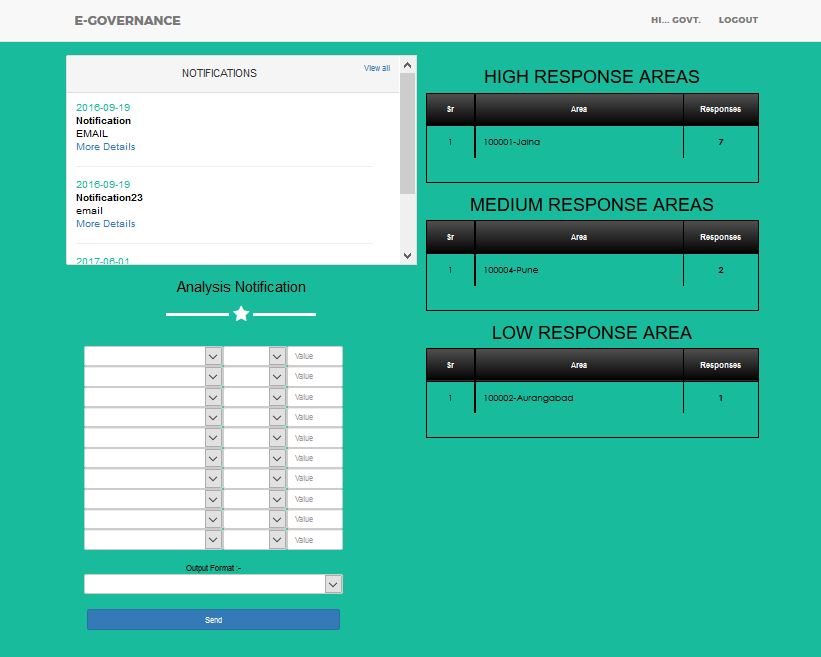 E-GOVERNANCE
HI... GOVT. LOGOUT
NOTIFICATIONS
View all
2016-09-19
Notification
EMAIL
More Details
2016-09-19
Notification23
email
More Details
2017-06-01
Analysis Notification
Value
Value
Value
Value
Value
Value
Value
Value
Value
Value
Output Format :-
Send
HIGH RESPONSE AREAS
Sr Area Responses
1 100001-Jalna 7
MEDIUM RESPONSE AREAS
Sr Area Responses
1 100004-Pune 2
LOW RESPONSE AREA
Sr Area Responses
1 100002-Aurangabad 1